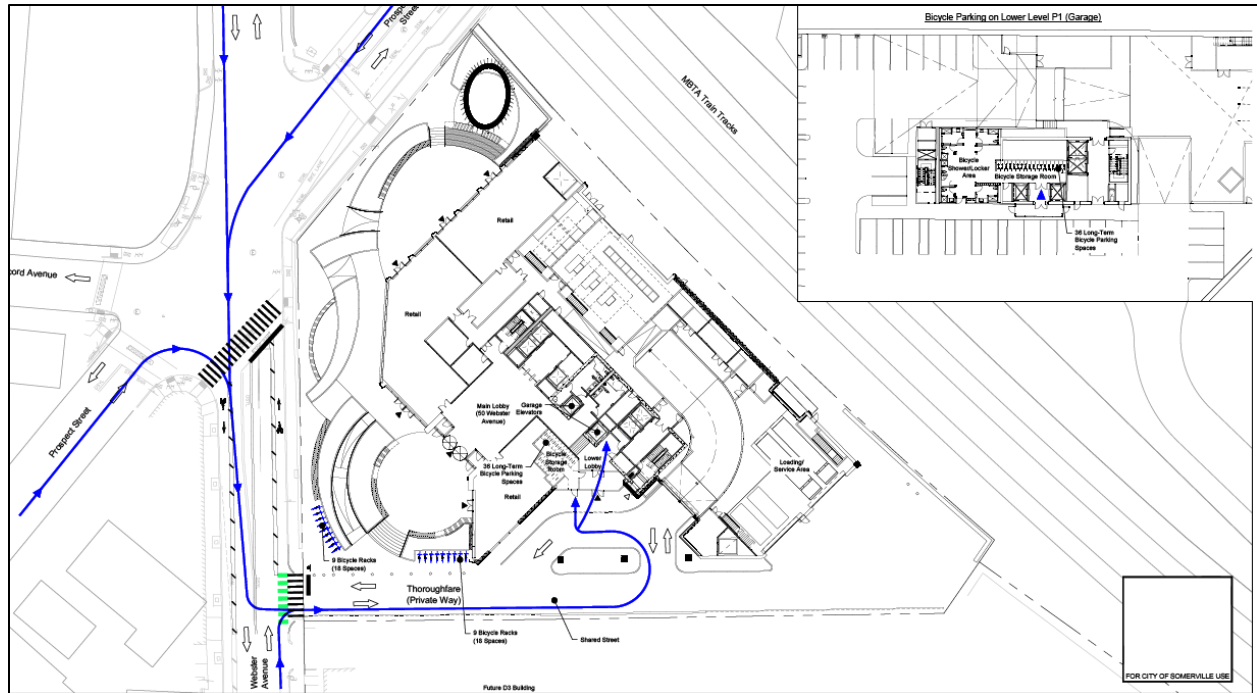 Prospect
Street
Prospec
Street
Bicycle Parking on Lower Level P1 (Garage)
MBTA Train Tracks
Bicycle
Shower/Locker
Area
Bicycle Storage Room
36 Long-Term
Bicycle Parking
Spaces
Retail
cord Avenue
Retail
Prospect Street
Main Lobby
(50 Webster
Avenue)
Garage
Elevators
36 Long-Term
Bicycle Parking
Spaces
Bicycle
Storage
Room
Lower
Lobby
Loading/
Service Area
Retail
9 Bicycle Racks
(18 Spaces)
Thoroughfare
(Private Way)
9 Bicycle Racks
(18 Spaces)
Shared Street
Webster
Avenue
Future D3 Building
FOR CITY OF SOMERVILLE USE